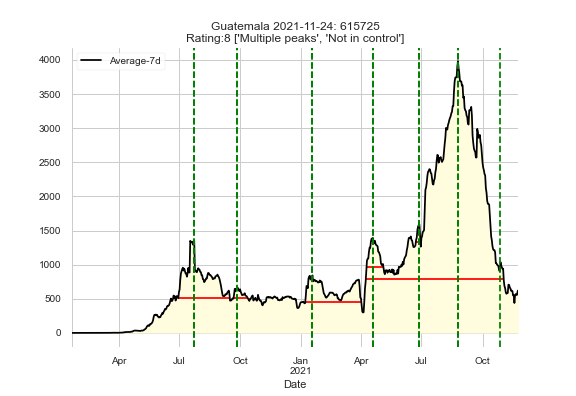 Guatemala 2021-11-24: 615725
Rating:8 ['Multiple peaks', 'Not in control']
Average-7d
4000
3500
3000
2500
2000
1500
1000
500
0
Apr Jul Oct Jan Apr Jul Oct
2021
Date